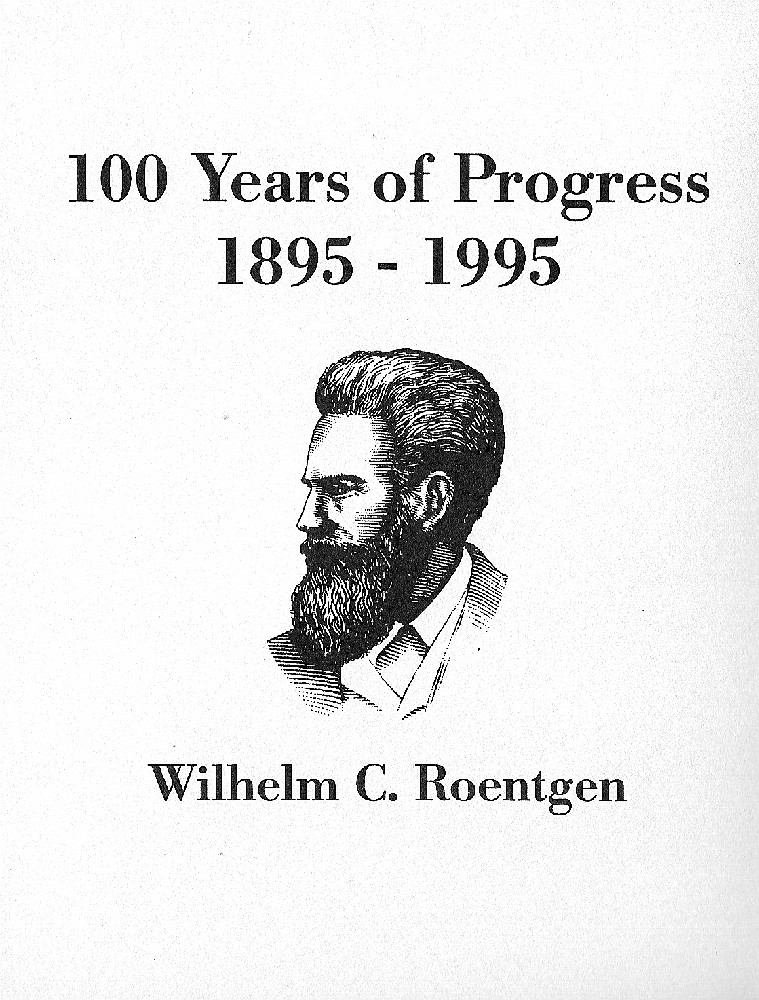 100 Years of Progress
1895 - 1995
Wilhelm C. Roentgen